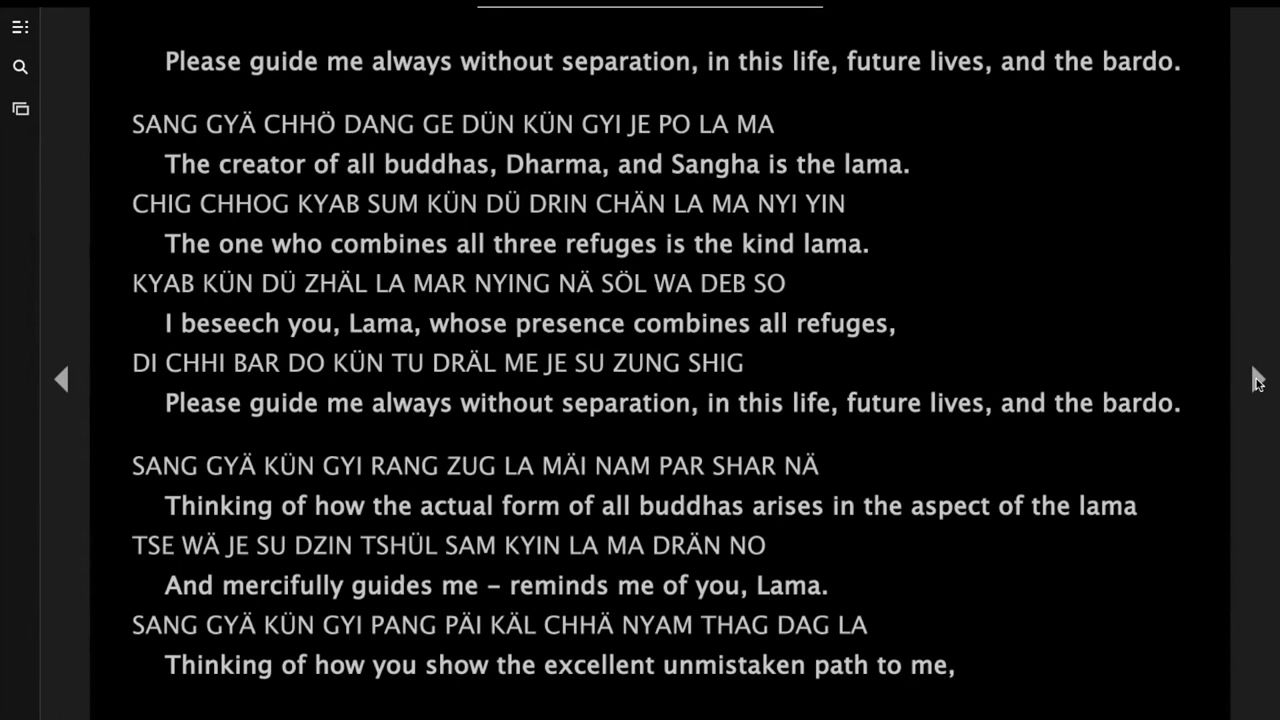 Please guide me always without separation, in this life, future lives, and the bardo.
SANG GYÄ CHHÖ DANG GE DÜN KÜN GYI JE PO LA MA
The creator of all buddhas, Dharma, and Sangha is the lama.
CHIG CHHOG KYAB SUM KÜN DÜ DRIN CHÄN LA MA NYI YIN
The one who combines all three refuges is the kind lama.
KYAB KÜN DÜ ZHÄL LA MAR NYING NÄ SÖL WA DEB SO
I beseech you, Lama, whose presence combines all refuges,
DI CHHI BAR DO KÜN TU DRÄL ME JE SU ZUNG SHIG
Please guide me always without separation, in this life, future lives, and the bardo.
SANG GYÄ KÜN GYI RANG ZUG LA MÄI NAM PAR SHAR NÄ
Thinking of how the actual form of all buddhas arises in the aspect of the lama
TSE WÄ JE SU DZIN TSHÜL SAM KYIN LA MA DRÄN NO
And mercifully guides me – reminds me of you, Lama.
SANG GYÄ KÜN GYI PANG PÄI KÄL CHHÄ NYAM THAG DAG LA
Thinking of how you show the excellent unmistaken path to me,